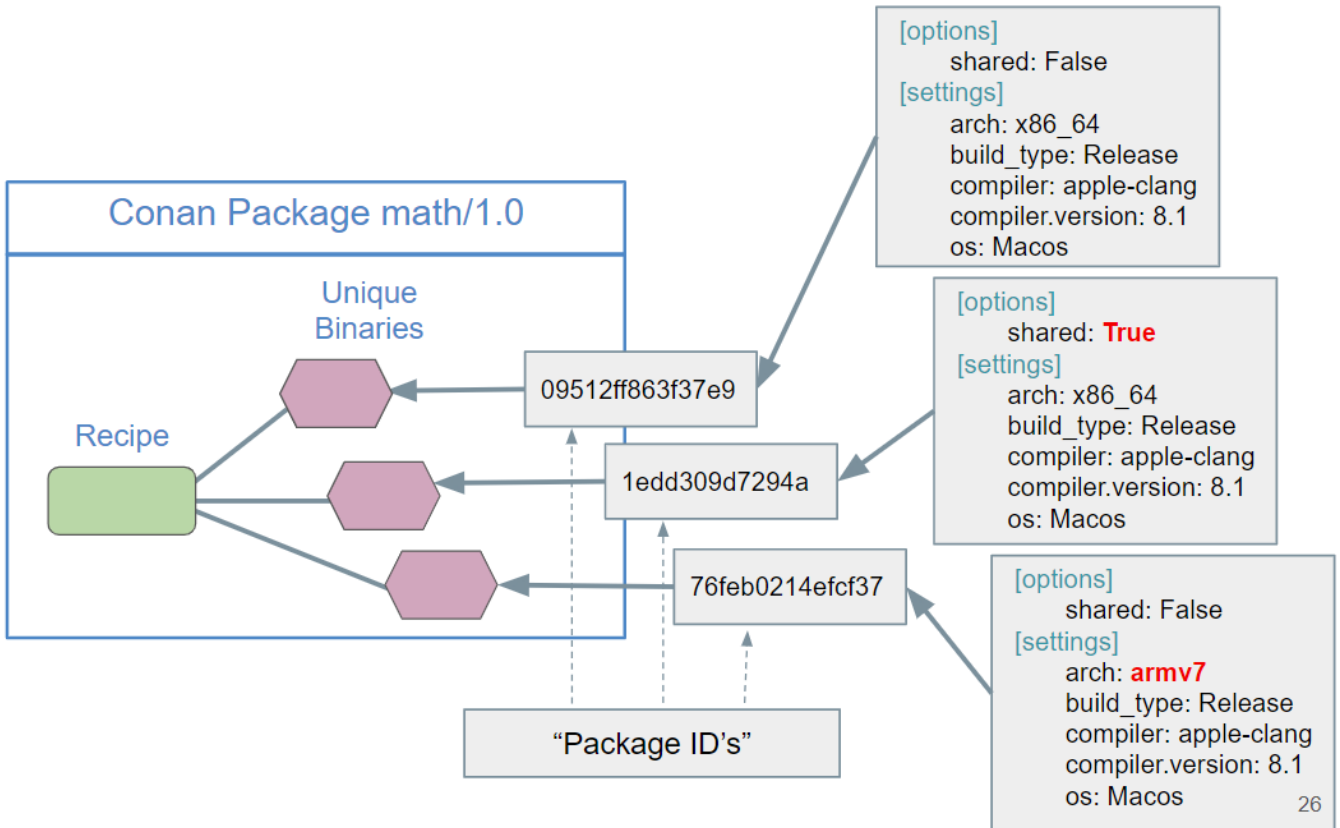 [options]
shared: False
[settings]
arch: x86_64
build_type: Release
compiler: apple-clang
compiler.version: 8.1
os: Macos
Conan Package math/1.0
Unique
Binaries
Recipe
09512ff863f37e9
1edd309d7294a
76feb0214efcf37
[options]
shared: True
[settings]
arch: x86_64
build_type: Release
compiler: apple-clang
compiler.version: 8.1
os: Macos
[options]
shared: False
[settings]
arch: armv7
build_type: Release
compiler: apple-clang
compiler.version: 8.1
os: Macos
“Package ID’s”
26